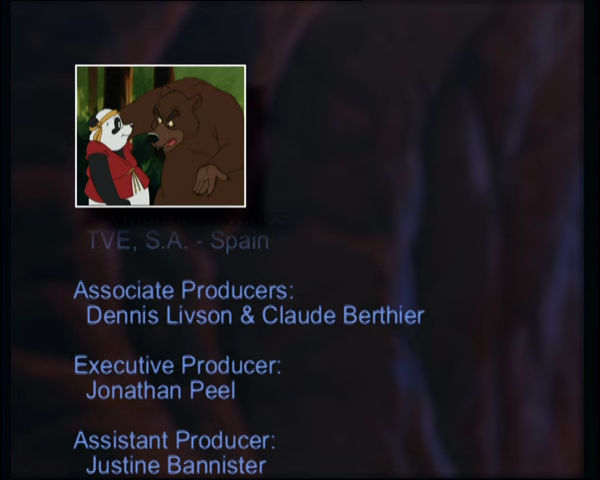 TVE, S.A. - Spain
Associate Producers:
Dennis Livson & Claude Berthier
Executive Producer:
Jonathan Peel
Assistant Producer:
Justine Bannister